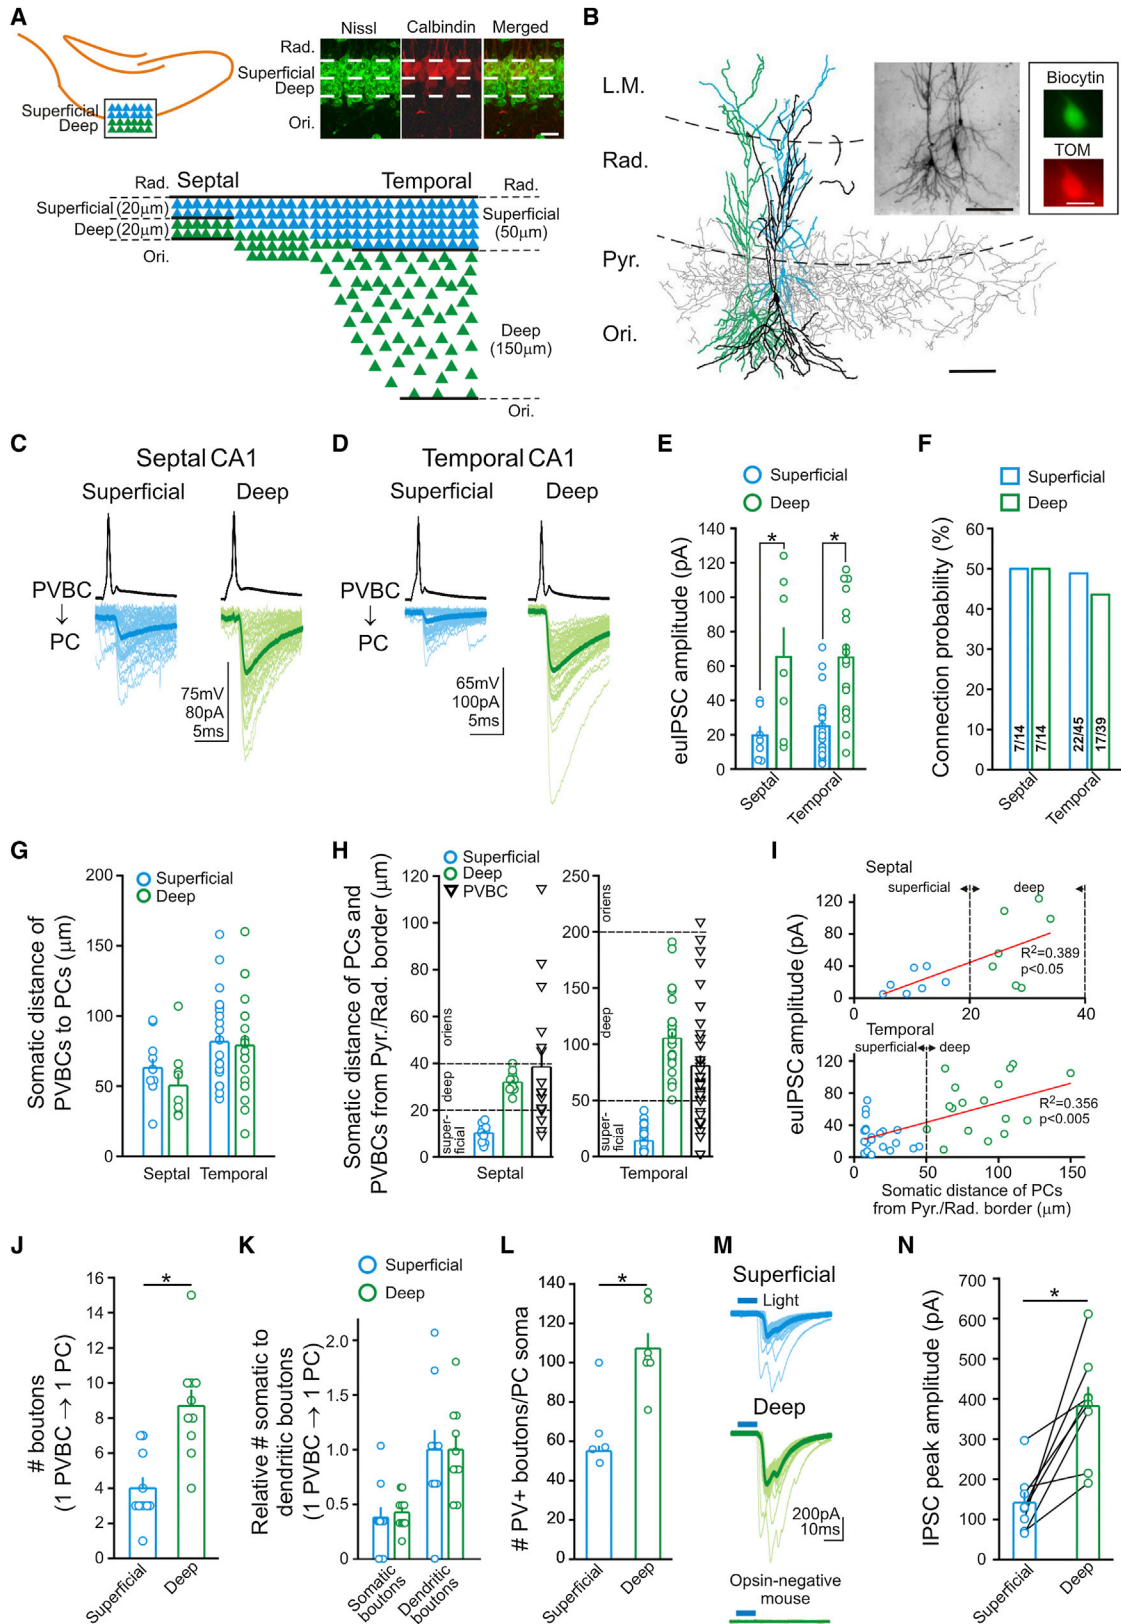 A
Nissl
Calbindin
Merged
Rad.
Superficial
Deep
Ori.
Superficial
Deep
Rad.
Septal
Temporal
Rad.
Superficial (20μm)
Deep (20μm)
Ori.
Superficial
(50μm)
Deep
(150μm)
Ori.
B
L.M.
Rad.
Pyr.
Ori.
Biocytin
TOM
C
Septal CA1
Superficial
Deep
PVBC
↓
PC
75mV
80pA
5ms
D
Temporal CA1
Superficial
Deep
PVBC
↓
PC
65mV
100pA
5ms
E
Superficial
Deep
euIPSC amplitude (pA)
140
120
100
80
60
40
20
0
*
*
Septal
Temporal
F
Superficial
Deep
Connection probability (%)
60
50
40
30
20
10
0
7/14
7/14
22/45
17/39
Septal
Temporal
G
Superficial
Deep
Somatic distance of
PVBCs to PCs (μm)
200
150
100
50
0
Septal
Temporal
H
Superficial
Deep
PVBC
Somatic distance of PCs and
PVBCs from Pyr./Rad. border (μm)
120
100
80
60
40
20
0
oriens
deep
super-
ficial
Septal
250
200
150
100
50
0
oriens
deep
super-
ficial
Temporal
I
Septal
superficial
deep
euIPSC amplitude (pA)
120
80
40
0
R²=0.389
p<0.05
0
20
40
Temporal
superficial
deep
120
80
40
0
R²=0.356
p<0.005
0
50
100
150
Somatic distance of PCs
from Pyr./Rad. border (μm)
J
# boutons
(1 PVBC → 1 PC)
16
14
12
10
8
6
4
2
0
*
Superficial
Deep
K
Superficial
Deep
Relative # somatic to
dendritic boutons
(1 PVBC → 1 PC)
2.0
1.5
1.0
0.5
0
Somatic
boutons
Dendritic
boutons
L
# PV+ boutons/PC soma
140
120
100
80
60
40
20
0
*
Superficial
Deep
M
Superficial
Light
Deep
200pA
10ms
Opsin-negative
mouse
N
IPSC peak amplitude (pA)
700
600
500
400
300
200
100
0
*
Superficial
Deep